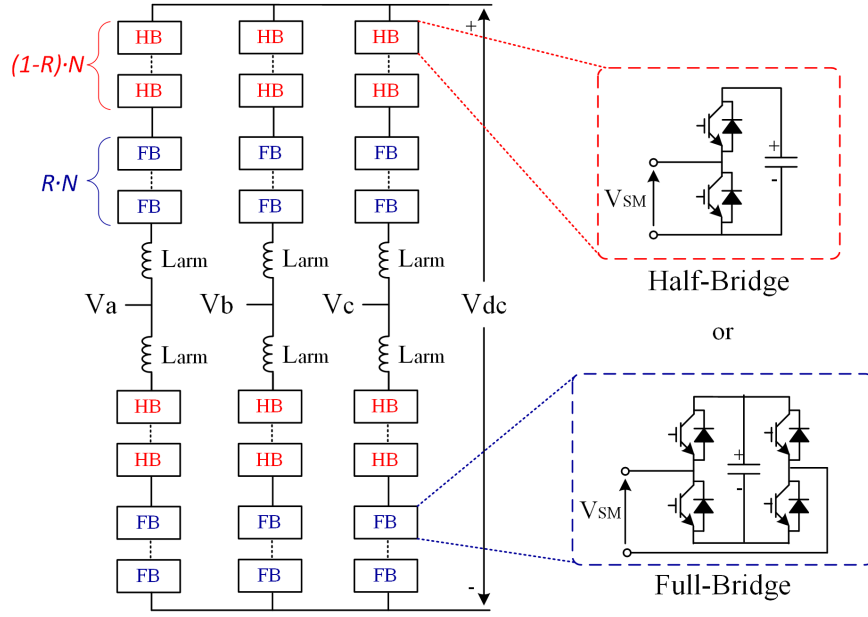 (1-R)·N
HB HB HB
HB HB HB
R·N
FB FB FB
FB FB FB
Larm Larm Larm
Va Vb Vc Vdc
Larm Larm Larm
HB HB HB
HB HB HB
FB FB FB
FB FB FB
+
-
+
-
VSM
Half-Bridge
or
+
-
VSM
Full-Bridge